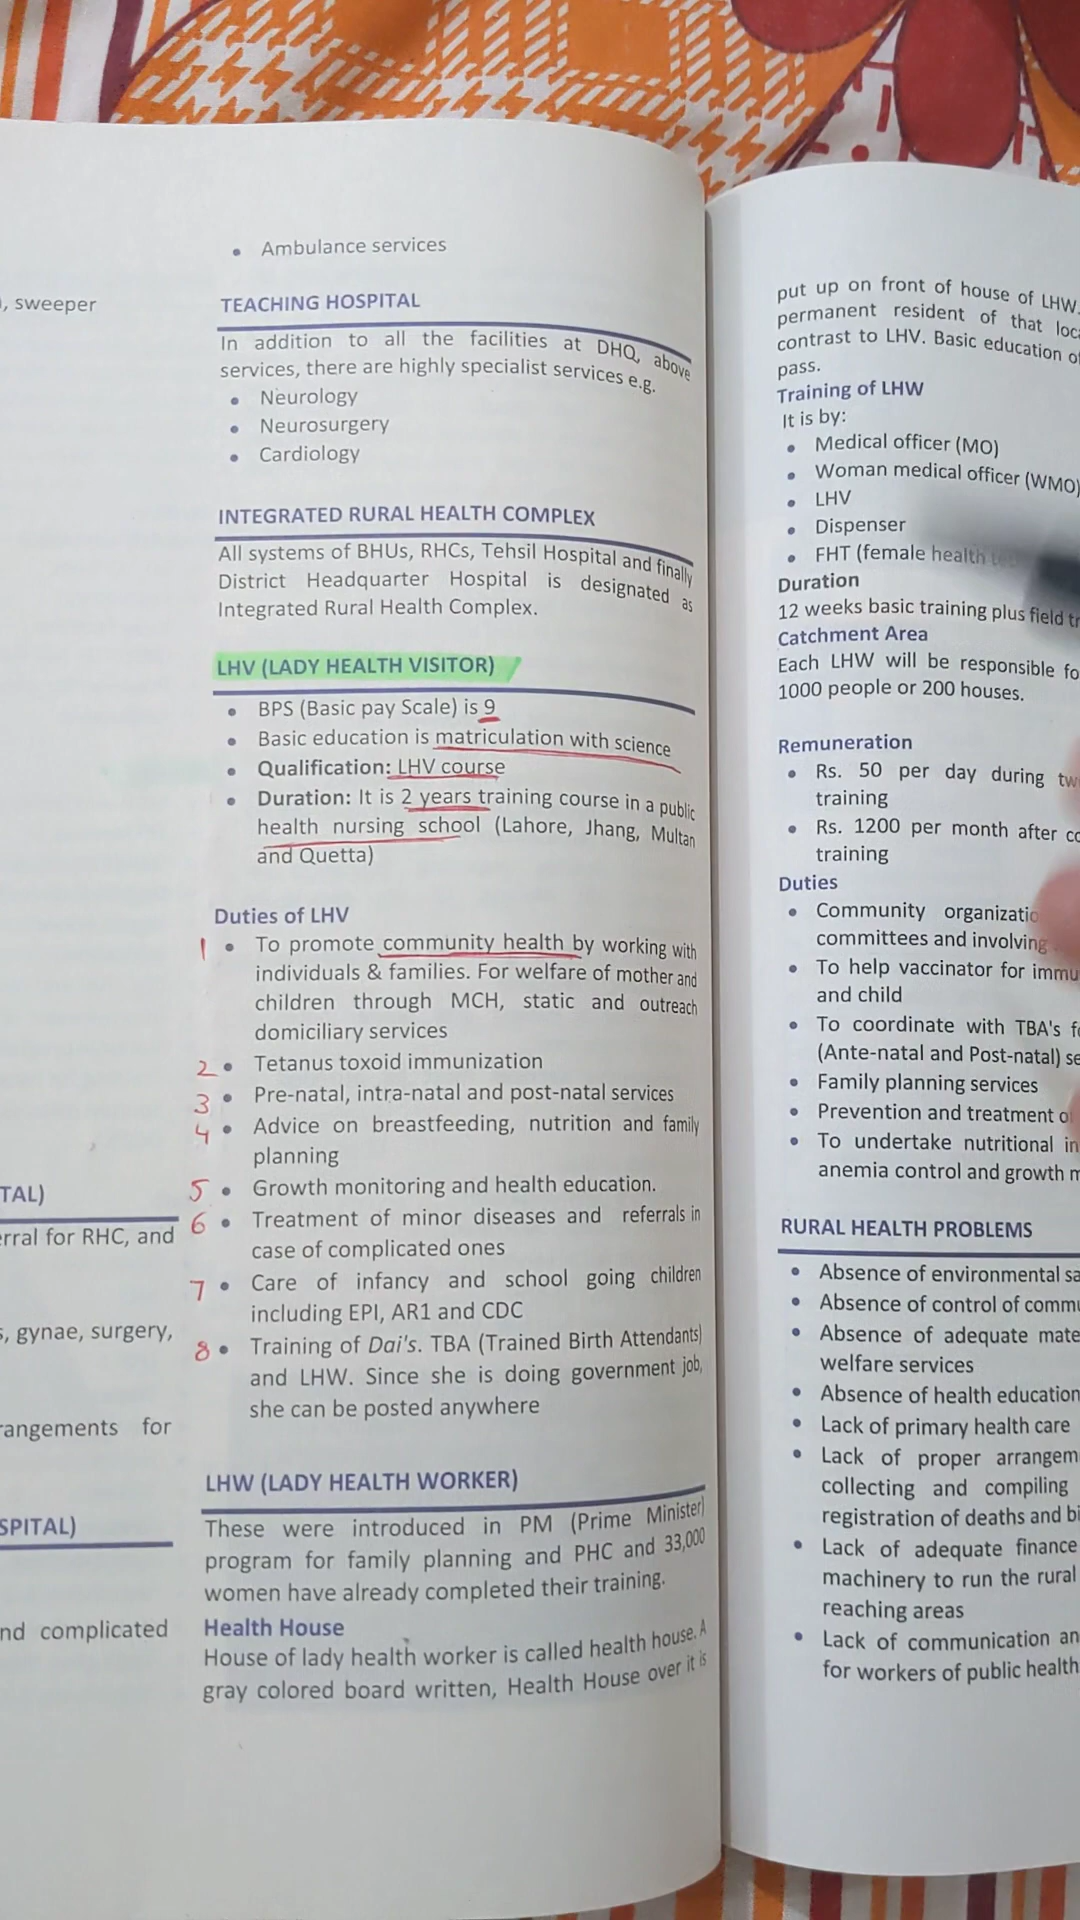 , sweeper
TAL)
erral for RHC, and
s, gynae, surgery,
rangements for
SPITAL)
nd complicated
• Ambulance services
TEACHING HOSPITAL
In addition to all the facilities at DHQ, above
services, there are highly specialist services e.g.
• Neurology
• Neurosurgery
• Cardiology
INTEGRATED RURAL HEALTH COMPLEX
All systems of BHUs, RHCs, Tehsil Hospital and finally
District Headquarter Hospital is designated as
Integrated Rural Health Complex.
LHV (LADY HEALTH VISITOR)
• BPS (Basic pay Scale) is 9
• Basic education is matriculation with science
• Qualification: LHV course
• Duration: It is 2 years training course in a public
health nursing school (Lahore, Jhang, Multan
and Quetta)
Duties of LHV
1 • To promote community health by working with
individuals & families. For welfare of mother and
children through MCH, static and outreach
domiciliary services
2 • Tetanus toxoid immunization
3 • Pre-natal, intra-natal and post-natal services
4 • Advice on breastfeeding, nutrition and family
planning
5 • Growth monitoring and health education.
6 • Treatment of minor diseases and referrals in
case of complicated ones
7 • Care of infancy and school going children
including EPI, AR1 and CDC
8 • Training of Dai's. TBA (Trained Birth Attendants)
and LHW. Since she is doing government job,
she can be posted anywhere
LHW (LADY HEALTH WORKER)
These were introduced in PM (Prime Minister)
program for family planning and PHC and 33,000
women have already completed their training.
Health House
House of lady health worker is called health house. A
gray colored board written, Health House over it is
put up on front of house of LHW.
permanent resident of that loc
contrast to LHV. Basic education of
pass.
Training of LHW
It is by:
• Medical officer (MO)
• Woman medical officer (WMO)
• LHV
• Dispenser
• FHT (female health
Duration
12 weeks basic training plus field tr
Catchment Area
Each LHW will be responsible fo
1000 people or 200 houses.
Remuneration
• Rs. 50 per day during tw
training
• Rs. 1200 per month after co
training
Duties
• Community organizatio
committees and involving
• To help vaccinator for immu
and child
• To coordinate with TBA's fo
(Ante-natal and Post-natal) se
• Family planning services
• Prevention and treatment o
• To undertake nutritional in
anemia control and growth m
RURAL HEALTH PROBLEMS
• Absence of environmental sa
• Absence of control of commu
• Absence of adequate mate
welfare services
• Absence of health education
• Lack of primary health care
• Lack of proper arrangem
collecting and compiling
registration of deaths and bi
• Lack of adequate finance
machinery to run the rural
reaching areas
• Lack of communication an
for workers of public health